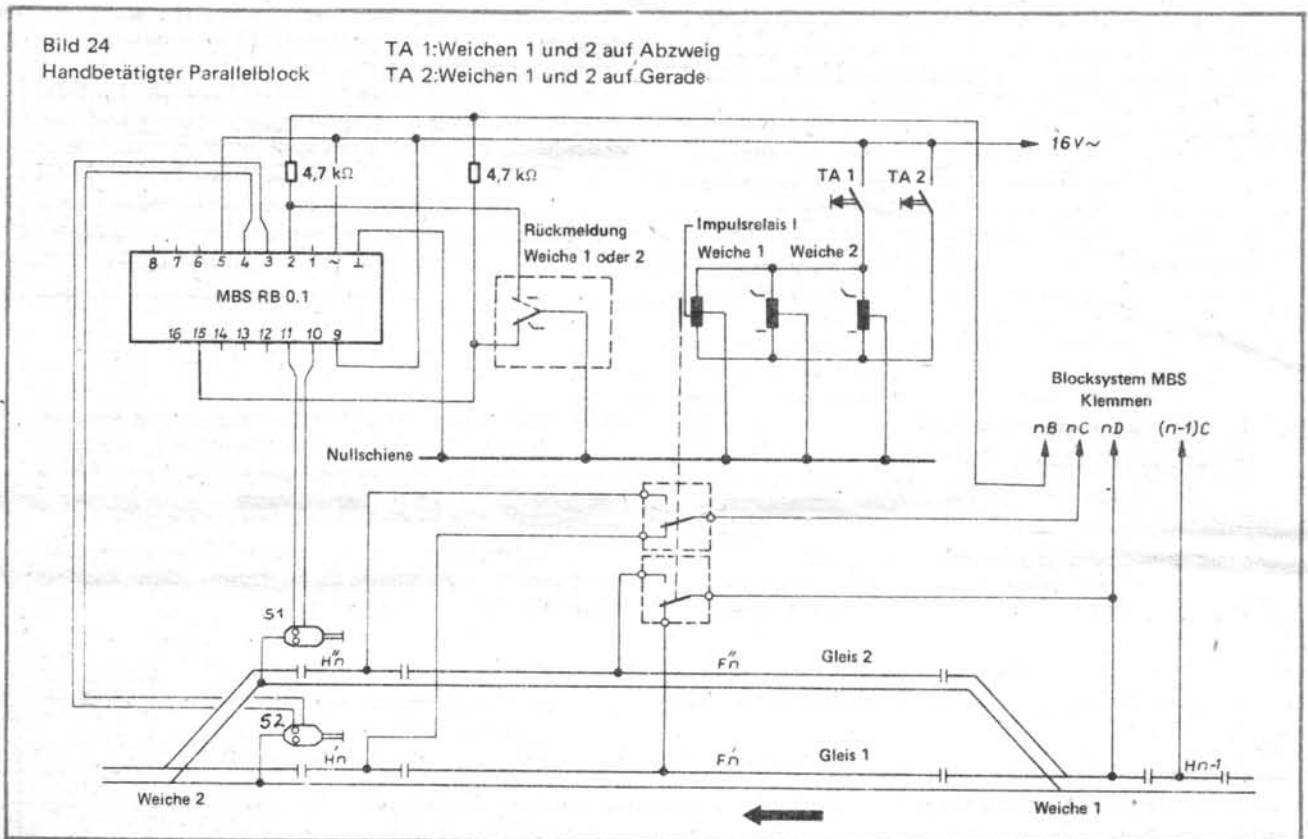 Bild 24
Handbetätigter Parallelblock
TA 1:Weichen 1 und 2 auf Abzweig
TA 2:Weichen 1 und 2 auf Gerade
16 V~
4,7 kΩ
4,7 kΩ
TA 1
TA 2
Rückmeldung
Weiche 1 oder 2
Impulsrelais I
Weiche 1
Weiche 2
8 7 6 5 4 3 2 1 ~ ⊥
MBS RB 0.1
16 15 14 13 12 11 10 9
Blocksystem MBS
Klemmen
nB nC nD (n-1)C
Nullschiene
S1
H''n
F''n
Gleis 2
S2
H'n
F'n
Gleis 1
Hn-1
Weiche 2
Weiche 1